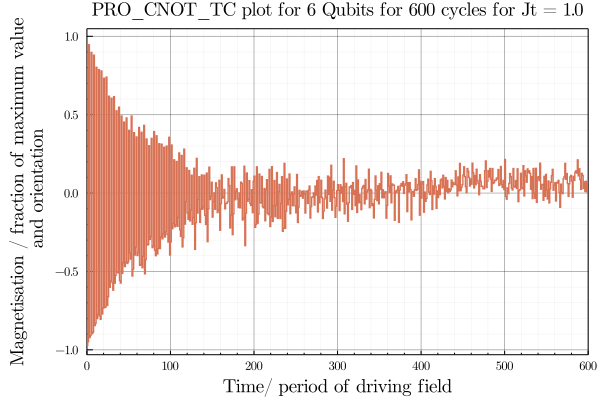 PRO_CNOT_TC plot for 6 Qubits for 600 cycles for Jt = 1.0
Magnetisation / fraction of maximum value
and orientation
1.0
0.5
0.0
−0.5
−1.0
0 100 200 300 400 500 600
Time/ period of driving field